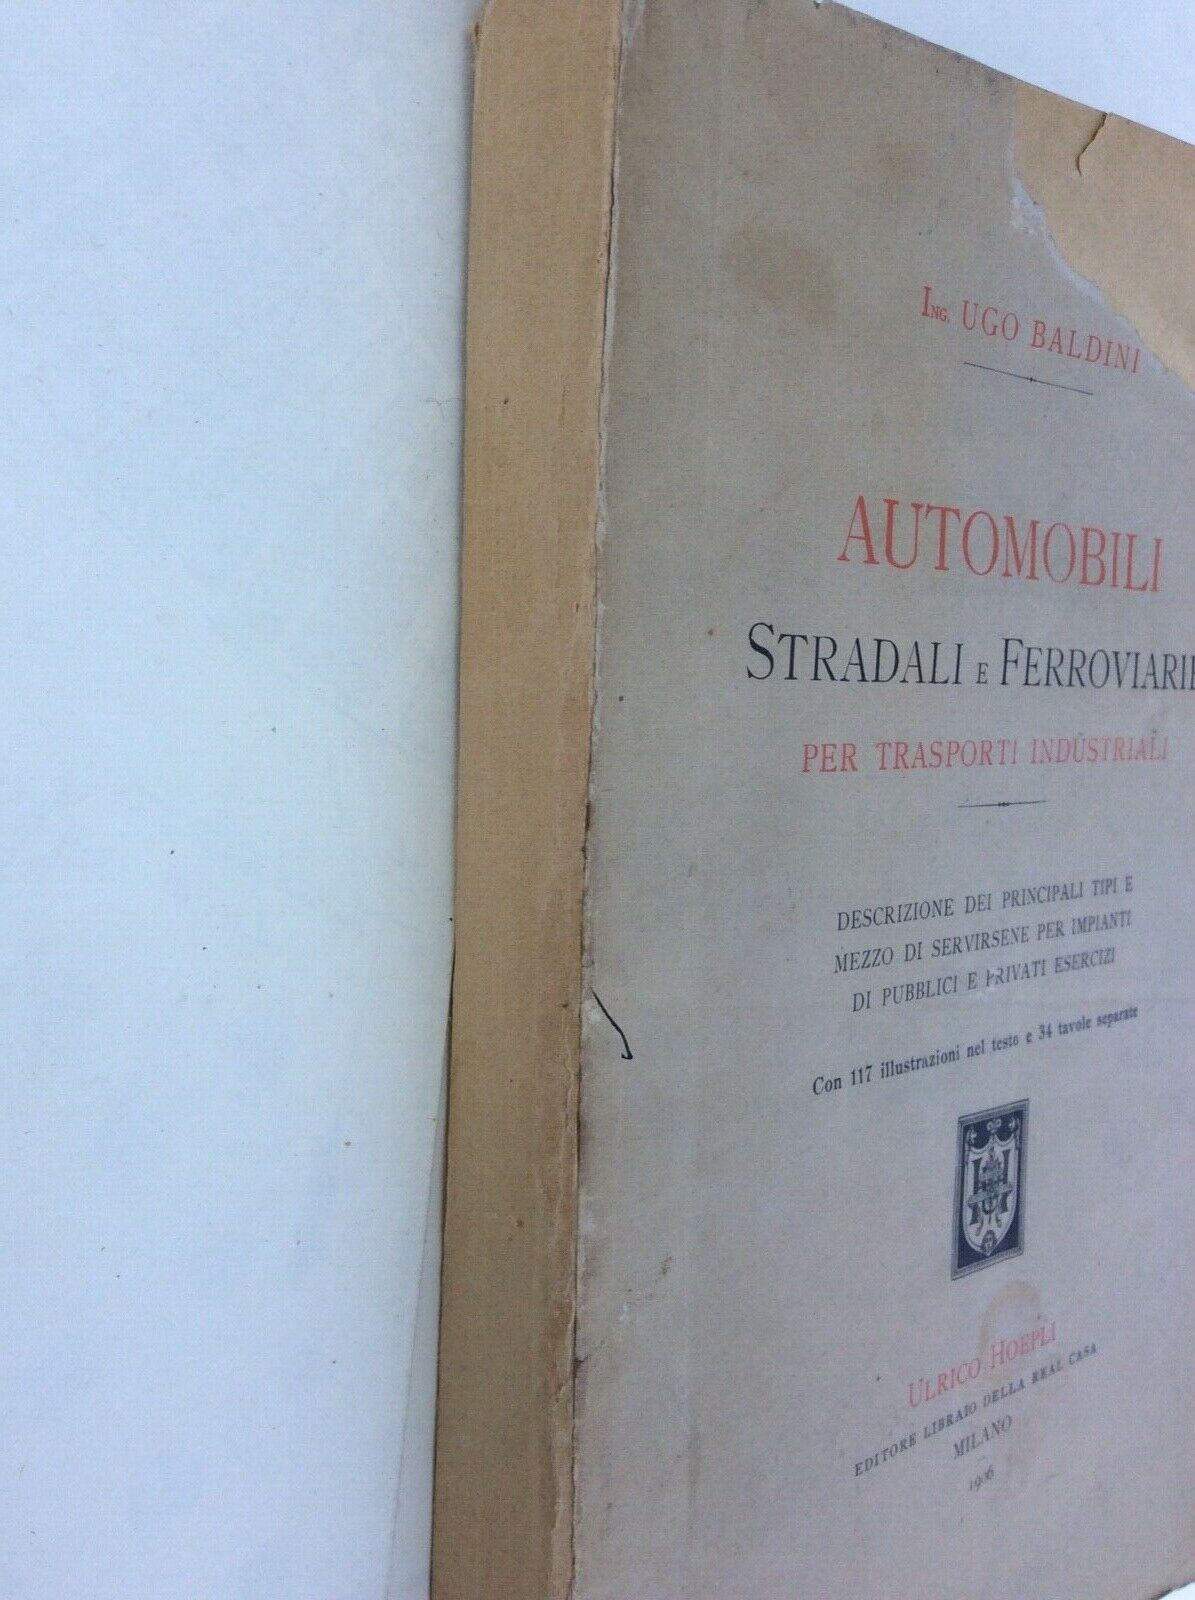 ING. UGO BALDINI
AUTOMOBILI
STRADALI E FERROVIARIE
PER TRASPORTI INDUSTRIALI
DESCRIZIONE DEI PRINCIPALI TIPI E
MEZZO DI SERVIRSENE PER IMPIANTI
DI PUBBLICI E PRIVATI ESERCIZI
Con 117 illustrazioni nel testo e 34 tavole separate
ULRICO HOEPLI
EDITORE LIBRAIO DELLA REAL CASA
MILANO
1906